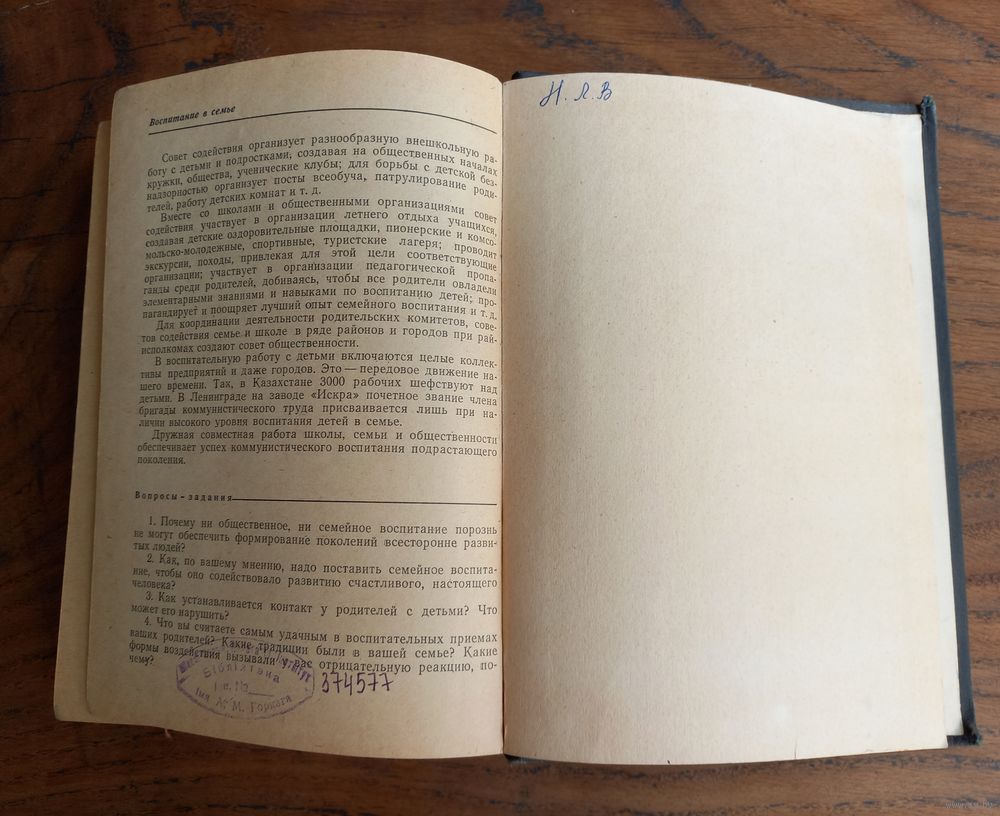 Воспитание в семье
Совет содействия организует разнообразную внешкольную ра-
боту с детьми и подростками, создавая на общественных началах
кружки, общества, ученические клубы; для борьбы с детской без-
надзорностью организует посты всеобуча, патрулирование роди-
телей, работу детских комнат и т. д.
Вместе со школами и общественными организациями совет
содействия участвует в организации летнего отдыха учащихся,
создавая детские оздоровительные площадки, пионерские и комсо-
мольско-молодежные, спортивные, туристские лагеря; проводит
экскурсии, походы, привлекая для этой цели соответствующие
организации; участвует в организации педагогической пропа-
ганды среди родителей, добиваясь, чтобы все родители овладели
элементарными знаниями и навыками по воспитанию детей; про-
пагандирует и поощряет лучший опыт семейного воспитания и т. д.
Для координации деятельности родительских комитетов, сове-
тов содействия семье и школе в ряде районов и городов при рай-
исполкомах создают совет общественности.
В воспитательную работу с детьми включаются целые коллек-
тивы предприятий и даже городов. Это — передовое движение на-
шего времени. Так, в Казахстане 3000 рабочих шефствуют над
детьми. В Ленинграде на заводе «Искра» почетное звание члена
бригады коммунистического труда присваивается лишь при на-
личии высокого уровня воспитания детей в семье.
Дружная совместная работа школы, семьи и общественности
обеспечивает успех коммунистического воспитания подрастающего
поколения.
Вопросы-задания
1. Почему ни общественное, ни семейное воспитание порознь
не могут обеспечить формирование поколений всесторонне разви-
тых людей?
2. Как, по вашему мнению, надо поставить семейное воспита-
ние, чтобы оно содействовало развитию счастливого, настоящего
человека?
3. Как устанавливается контакт у родителей с детьми? Что
может его нарушить?
4. Что вы считаете самым удачным в воспитательных приемах
ваших родителей? Какие традиции были в вашей семье? Какие
формы воздействия вызывали у вас отрицательную реакцию, по-
чему?
Бібліятэка
Інв. №
імя А. М. Горкага
374577
Н. Л. В